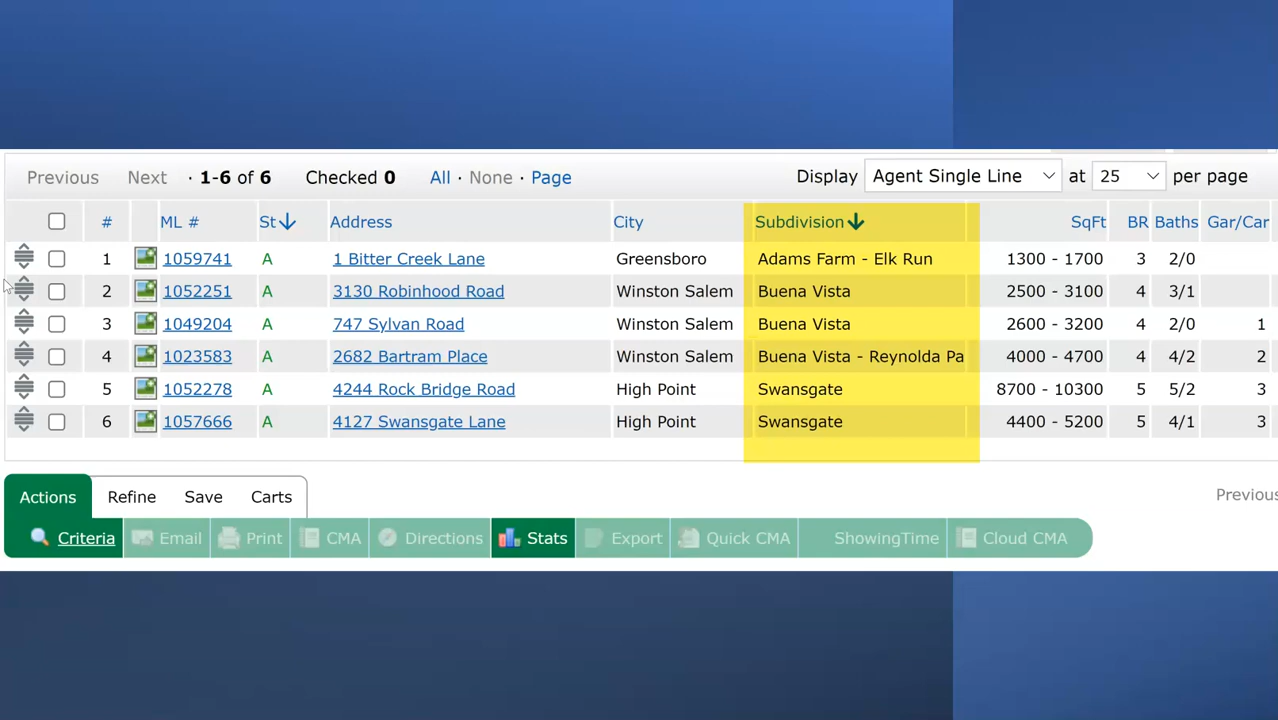 Previous Next · 1-6 of 6 Checked 0 All · None · Page Display Agent Single Line at 25 per page
# ML # St Address City Subdivision SqFt BR Baths Gar/Car
1 1059741 A 1 Bitter Creek Lane Greensboro Adams Farm - Elk Run 1300 - 1700 3 2/0
2 1052251 A 3130 Robinhood Road Winston Salem Buena Vista 2500 - 3100 4 3/1
3 1049204 A 747 Sylvan Road Winston Salem Buena Vista 2600 - 3200 4 2/0 1
4 1023583 A 2682 Bartram Place Winston Salem Buena Vista - Reynolda Pa 4000 - 4700 4 4/2 2
5 1052278 A 4244 Rock Bridge Road High Point Swansgate 8700 - 10300 5 5/2 3
6 1057666 A 4127 Swansgate Lane High Point Swansgate 4400 - 5200 5 4/1 3
Actions Refine Save Carts Previous
Criteria Email Print CMA Directions Stats Export Quick CMA ShowingTime Cloud CMA